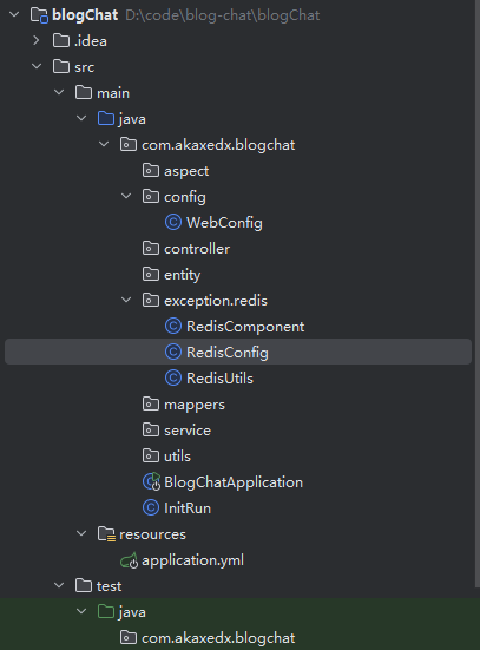 blogChat D:\code\blog-chat\blogChat
.idea
src
main
java
com.akaxedx.blogchat
aspect
config
WebConfig
controller
entity
exception.redis
RedisComponent
RedisConfig
RedisUtils
mappers
service
utils
BlogChatApplication
InitRun
resources
application.yml
test
java
com.akaxedx.blogchat